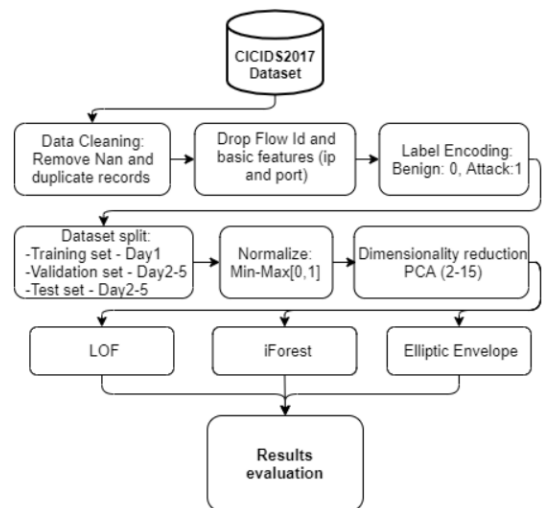 CICIDS2017
Dataset
Data Cleaning:
Remove Nan and
duplicate records
Drop Flow Id and
basic features (ip
and port)
Label Encoding:
Benign: 0, Attack:1
Dataset split:
-Training set - Day1
-Validation set - Day2-5
-Test set - Day2-5
Normalize:
Min-Max[0,1]
Dimensionality reduction
PCA (2-15)
LOF
iForest
Elliptic Envelope
Results
evaluation